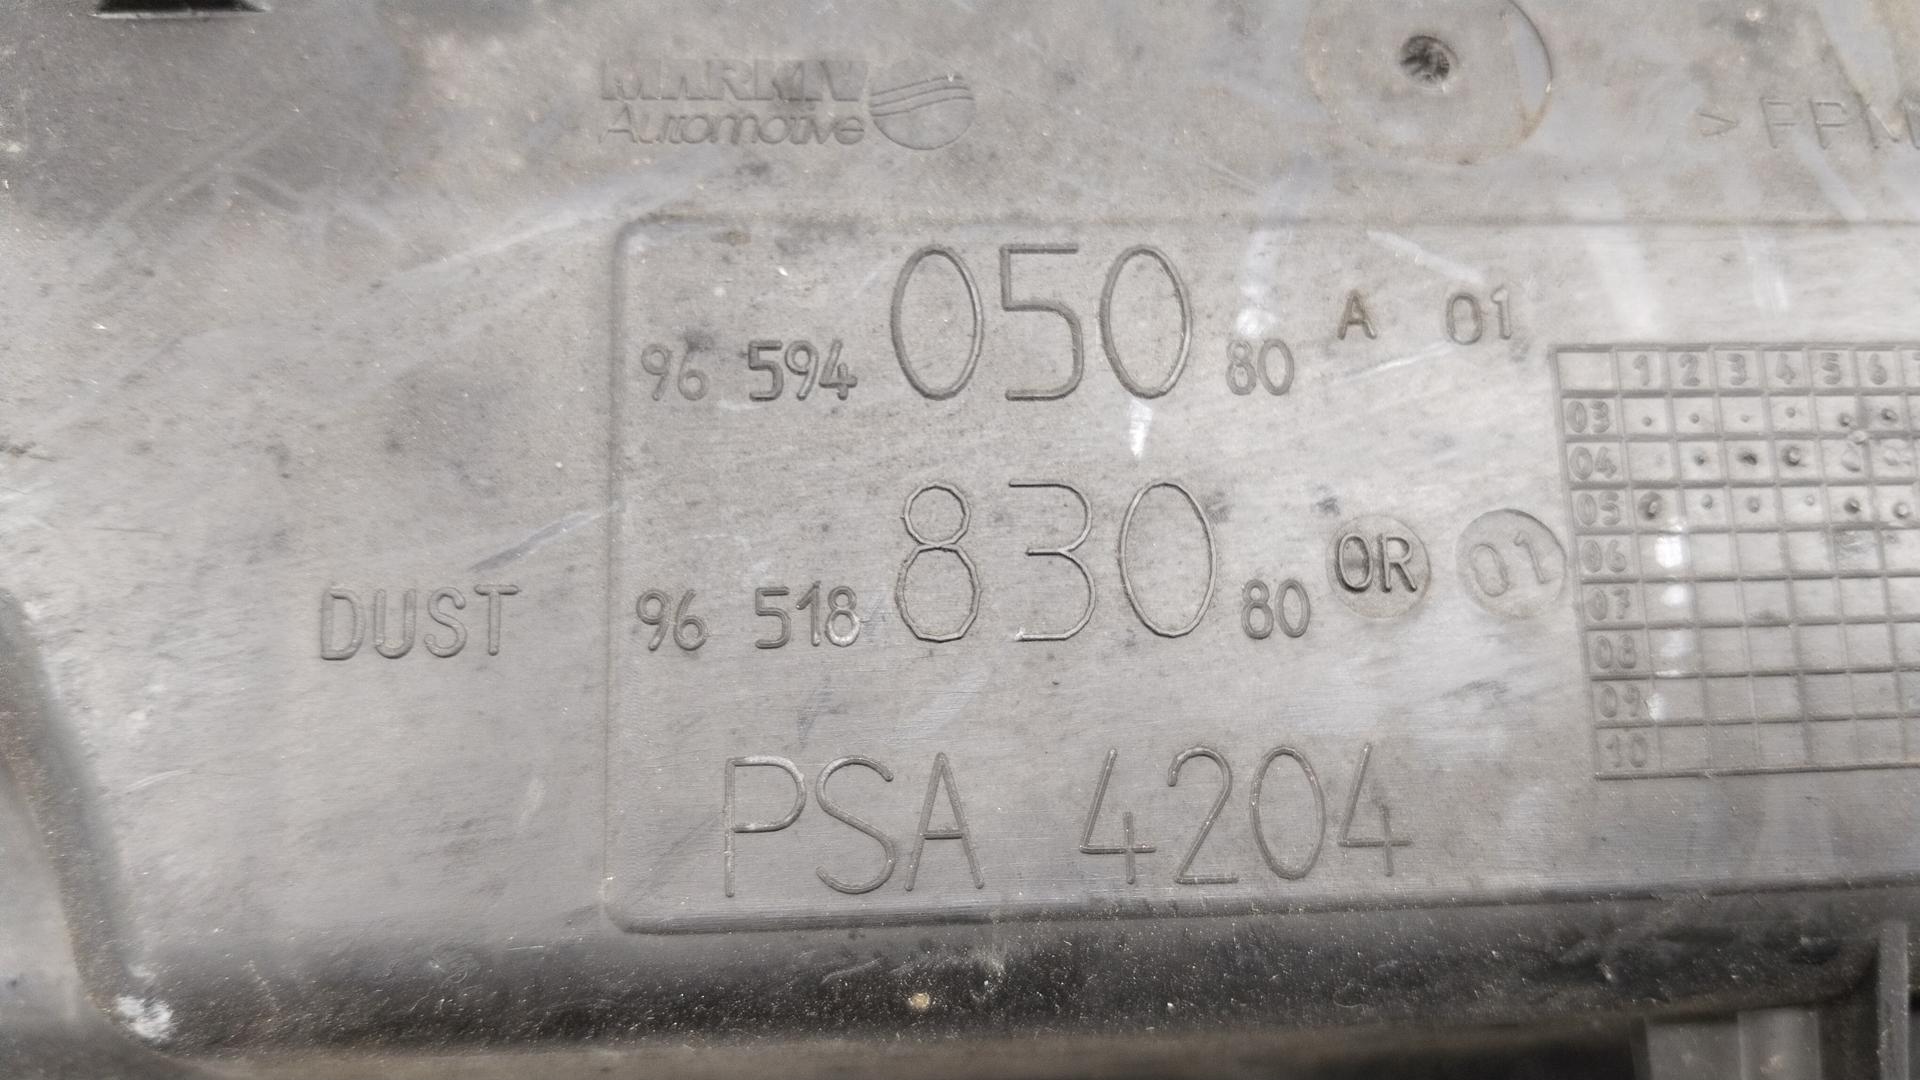 MARKIV
Automotive
> PPM
96 594 050 80 A 01
1 2 3 4 5 6
03
04
05
06
07
08
09
10
DUST
96 518 830 80 OR 01
PSA 4204